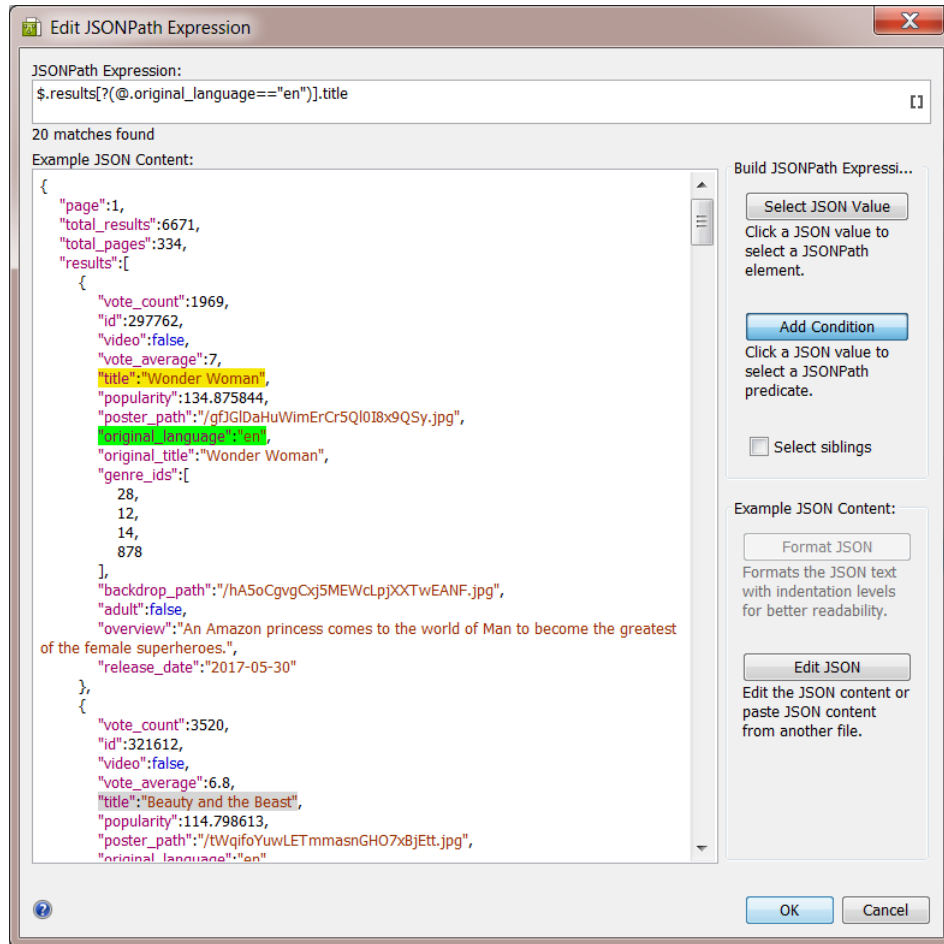 Edit JSONPath Expression
X
JSONPath Expression:
$.results[?(@.original_language=="en")].title
[]
20 matches found
Example JSON Content:
{
"page":1,
"total_results":6671,
"total_pages":334,
"results":[
{
"vote_count":1969,
"id":297762,
"video":false,
"vote_average":7,
"title":"Wonder Woman",
"popularity":134.875844,
"poster_path":"/gfJGlDaHuWimErCr5Ql0I8x9QSy.jpg",
"original_language":"en",
"original_title":"Wonder Woman",
"genre_ids":[
28,
12,
14,
878
],
"backdrop_path":"/hA5oCgvgCxj5MEWcLpjXXTwEANF.jpg",
"adult":false,
"overview":"An Amazon princess comes to the world of Man to become the greatest
of the female superheroes.",
"release_date":"2017-05-30"
},
{
"vote_count":3520,
"id":321612,
"video":false,
"vote_average":6.8,
"title":"Beauty and the Beast",
"popularity":114.798613,
"poster_path":"/tWqifoYuwLETmmasnGHO7xBjEtt.jpg",
"original_language":"en"
Build JSONPath Expressi...
Select JSON Value
Click a JSON value to
select a JSONPath
element.
Add Condition
Click a JSON value to
select a JSONPath
predicate.
Select siblings
Example JSON Content:
Format JSON
Formats the JSON text
with indentation levels
for better readability.
Edit JSON
Edit the JSON content or
paste JSON content
from another file.
?
OK
Cancel